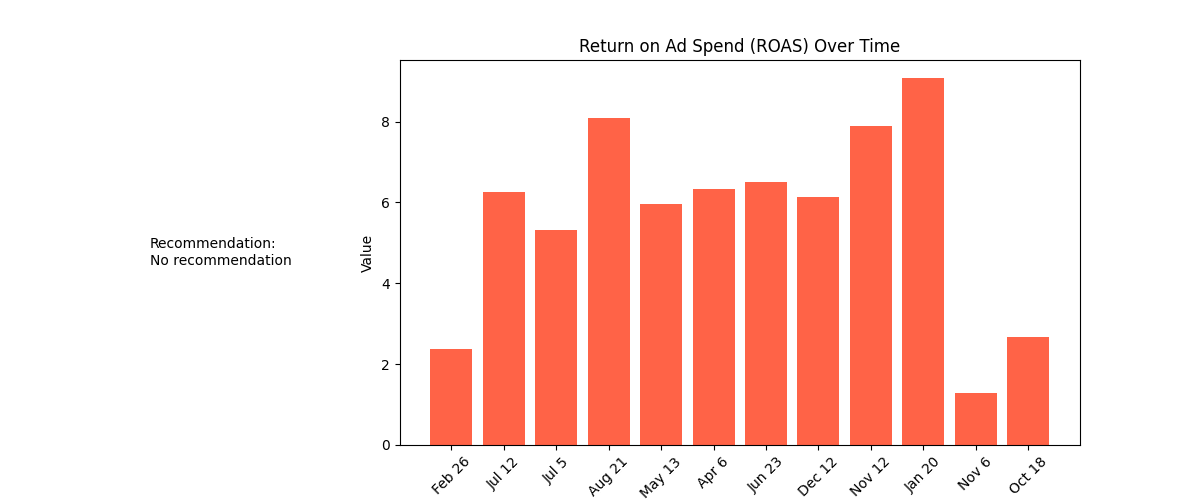 Return on Ad Spend (ROAS) Over Time
Recommendation:
No recommendation
Value
8
6
4
2
0
Feb 26
Jul 12
Jul 5
Aug 21
May 13
Apr 6
Jun 23
Dec 12
Nov 12
Jan 20
Nov 6
Oct 18